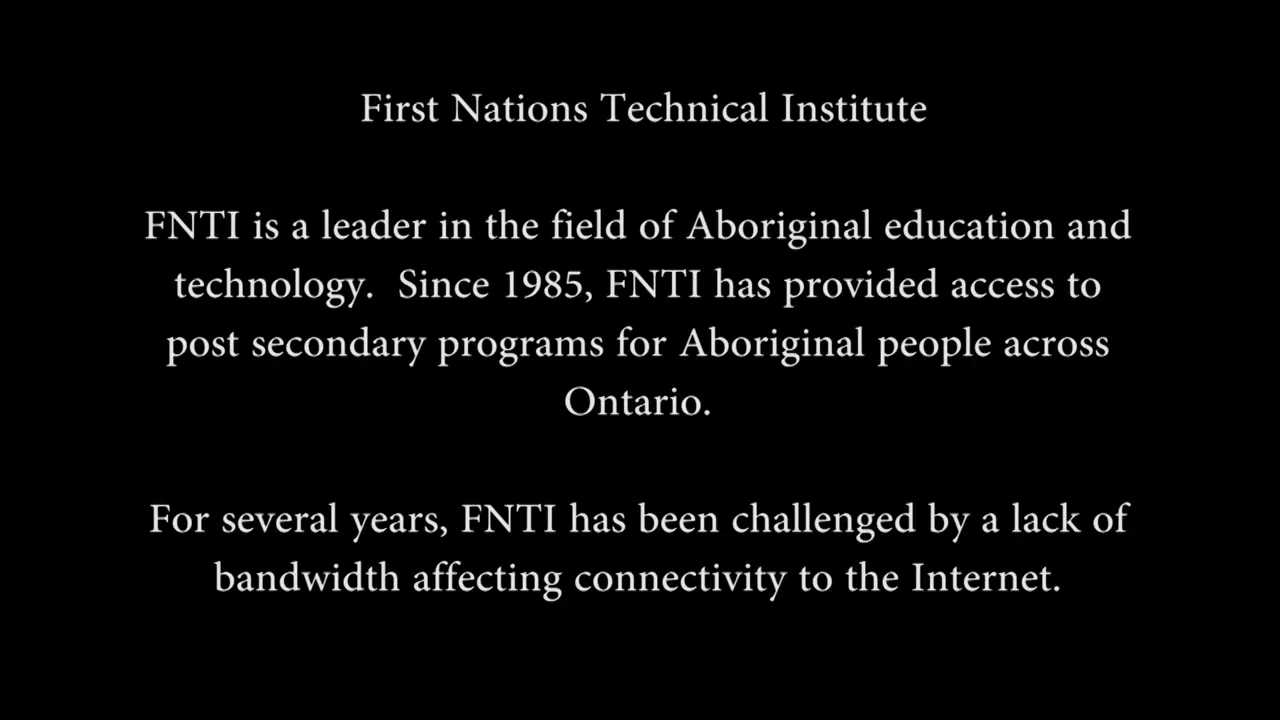 First Nations Technical Institute
FNTI is a leader in the field of Aboriginal education and
technology.  Since 1985, FNTI has provided access to
post secondary programs for Aboriginal people across
Ontario.
For several years, FNTI has been challenged by a lack of
bandwidth affecting connectivity to the Internet.